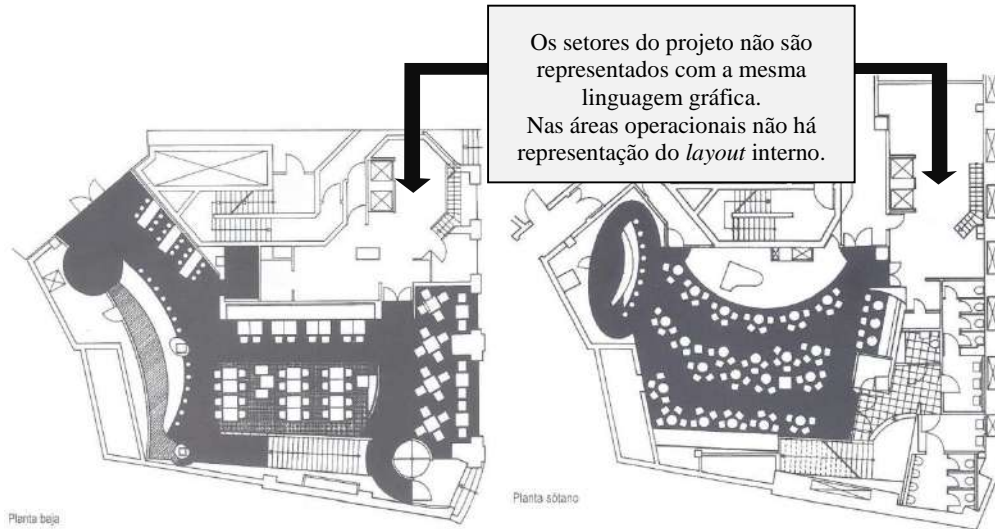 Os setores do projeto não são
representados com a mesma
linguagem gráfica.
Nas áreas operacionais não há
representação do layout interno.
Planta baja
Planta sótano